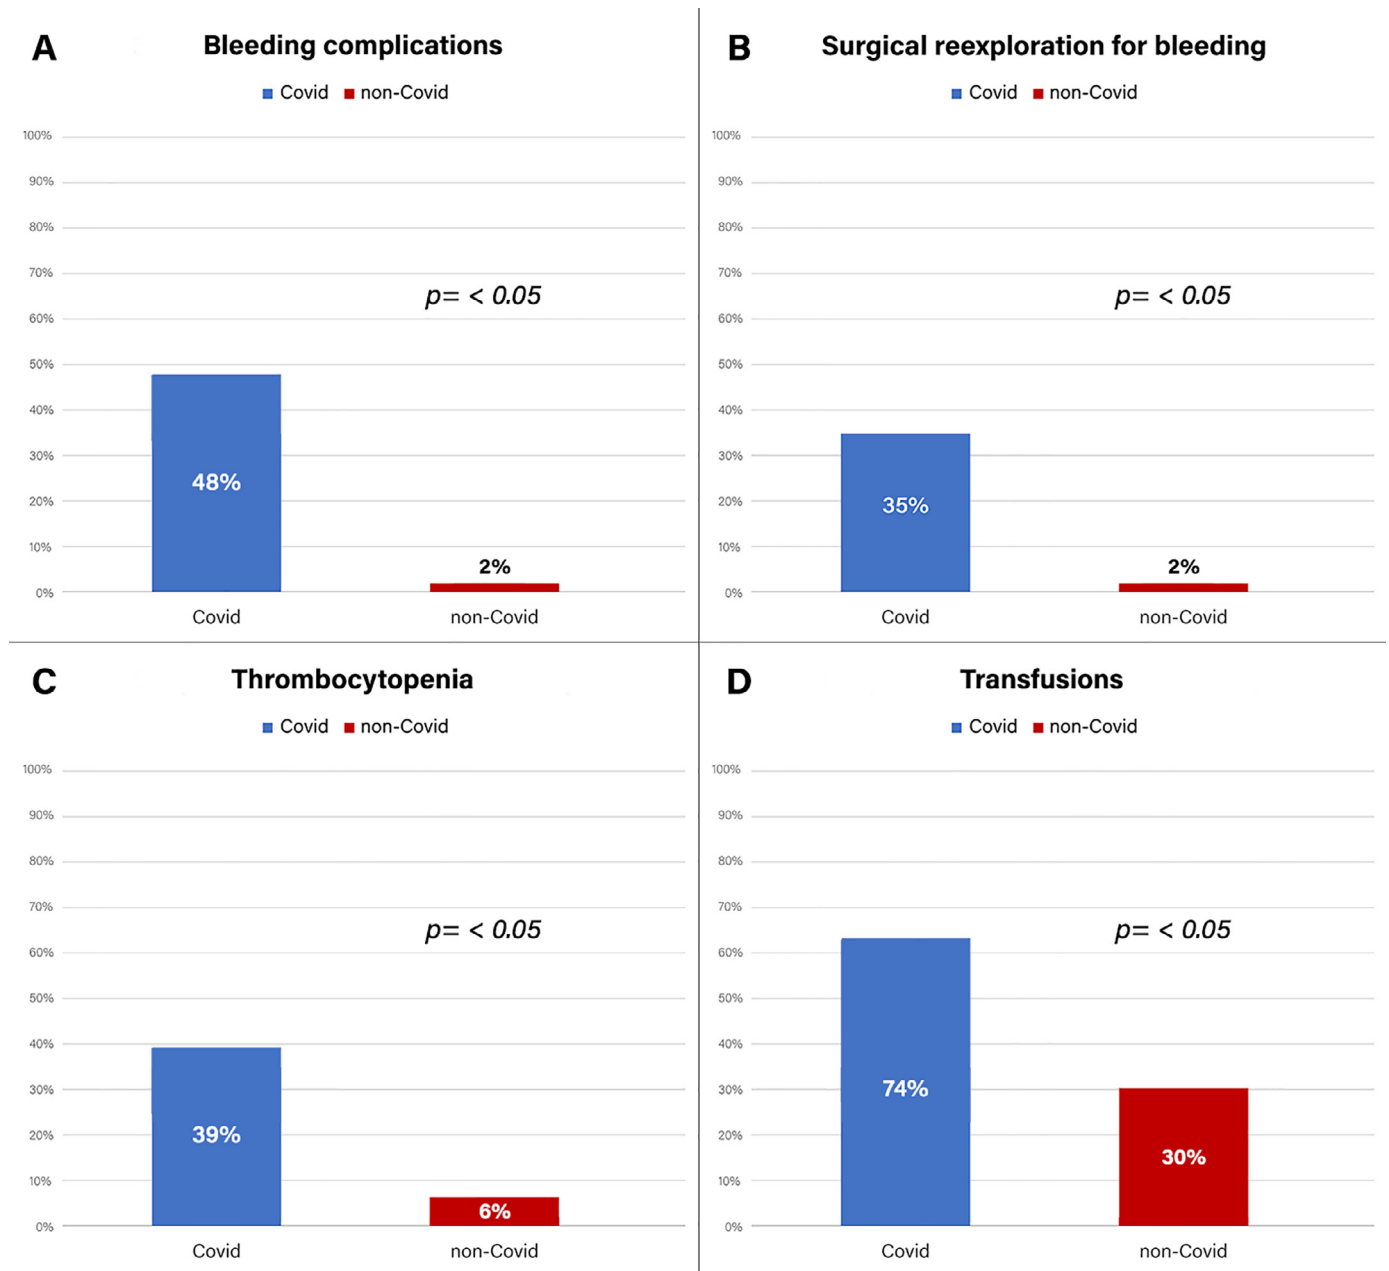 A
Bleeding complications
Covid non-Covid
100%
90%
80%
70%
60%
50%
40%
30%
20%
10%
0%
p= < 0.05
48%
2%
Covid
non-Covid
B
Surgical reexploration for bleeding
Covid non-Covid
100%
90%
80%
70%
60%
50%
40%
30%
20%
10%
0%
p= < 0.05
35%
2%
Covid
non-Covid
C
Thrombocytopenia
Covid non-Covid
100%
90%
80%
70%
60%
50%
40%
30%
20%
10%
0%
p= < 0.05
39%
6%
Covid
non-Covid
D
Transfusions
Covid non-Covid
100%
90%
80%
70%
60%
50%
40%
30%
20%
10%
0%
p= < 0.05
74%
30%
Covid
non-Covid